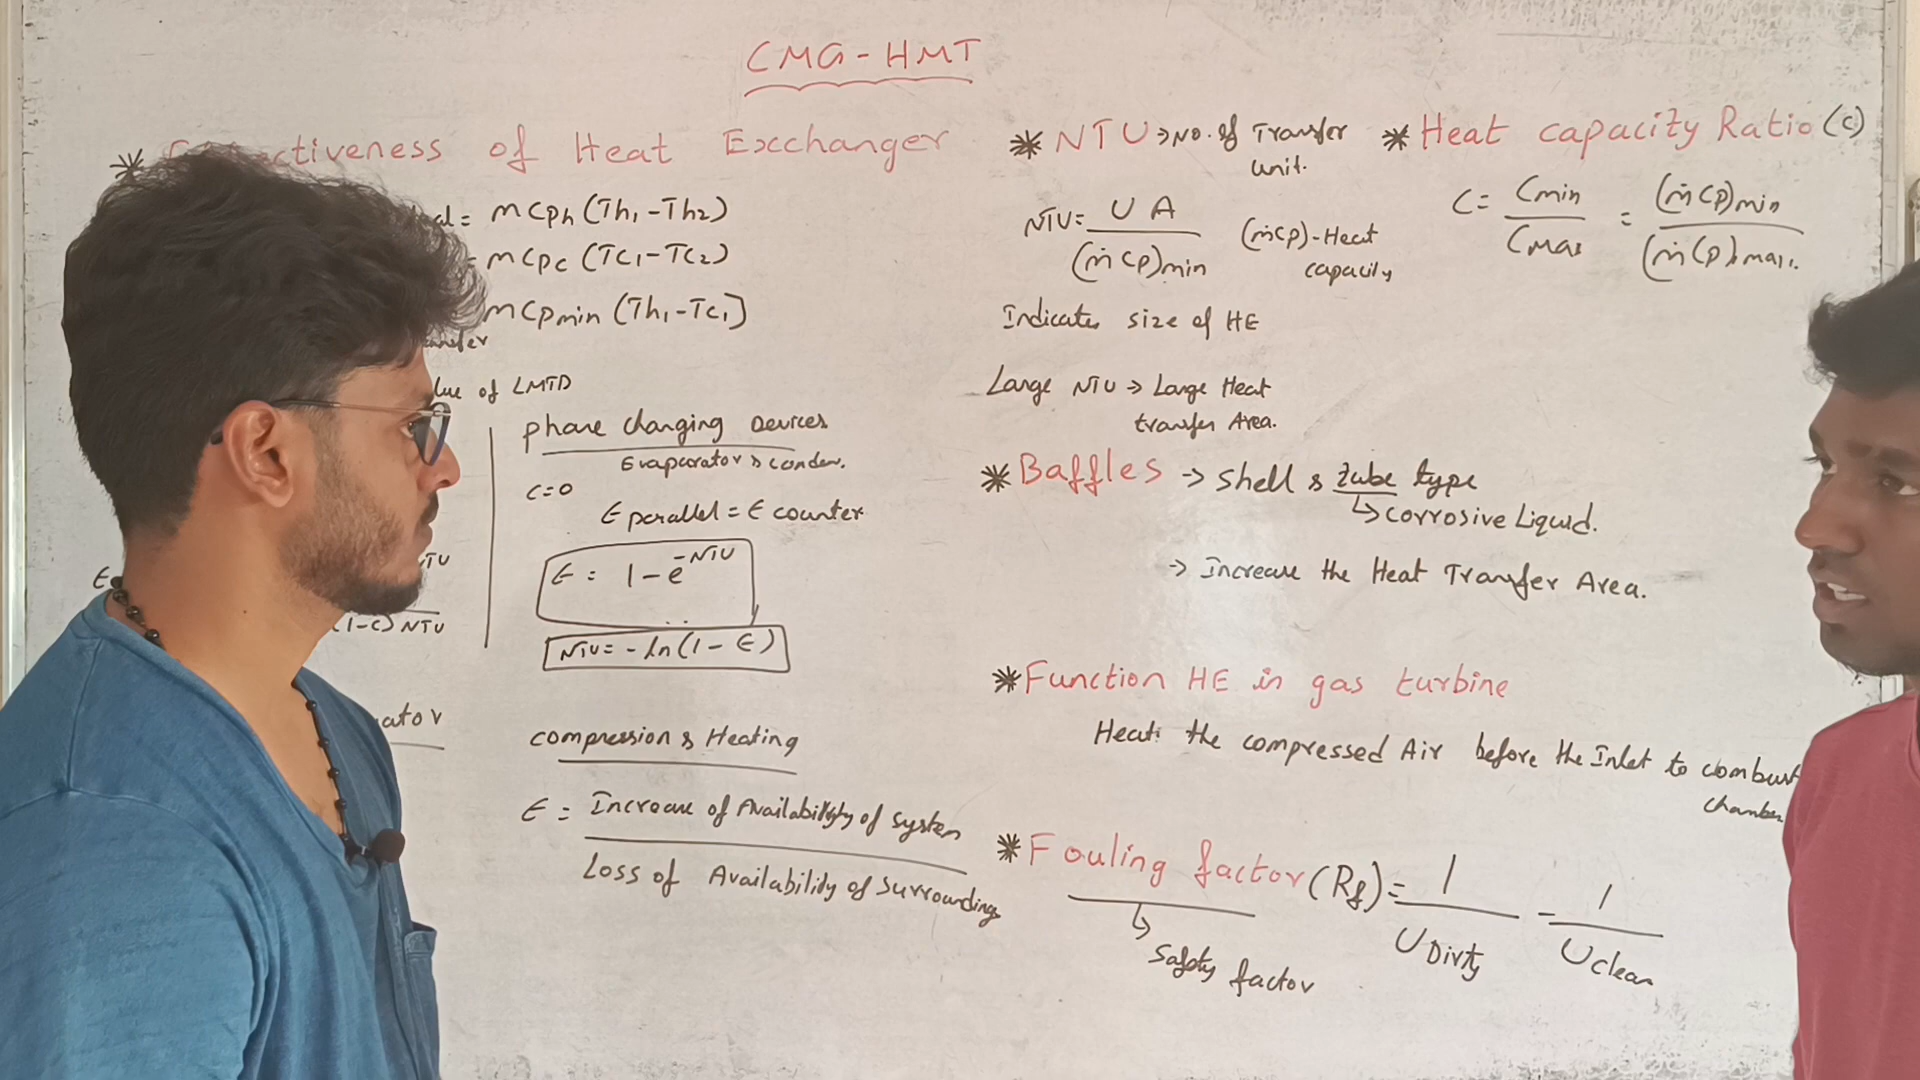 CMG-HMT
* ctiveness of Heat Exchanger
al = mcph (Th1-Th2)
= mcpc (Tc1-Tc2)
mcpmin (Th1-Tc1)
ansfer
lue of LMTD
phase changing Devices
Evaporator & conden.
c=0
ϵ parallel = ϵ counter
ϵ = 1-e^-NTU
NTU = -ln(1-ϵ)
ϵ
NTU
(1-c) NTU
ator
compression & Heating
ϵ = Increase of Availability of system
Loss of Availability of surroundings
* NTU → No. of Transfer
unit.
NTU = UA
(ṁcp)min
(ṁcp)-Heat
capacity
Indicates size of HE
Large NTU → Large Heat
transfer Area.
* Heat capacity Ratio (c)
C = Cmin = (ṁcp)min
Cmax (ṁcp)max.
* Baffles → shell & tube type
↳ corrosive Liquid.
→ Increase the Heat Transfer Area.
* Function HE in gas turbine
Heat the compressed Air before the Inlet to combust
chamber
* Fouling factor (Rf) = 1 - 1
UDirty Uclean
↳ Safety factor